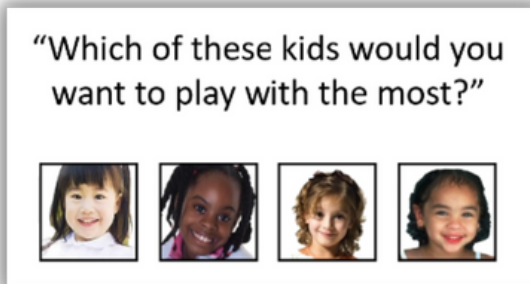 “Which of these kids would you
want to play with the most?”